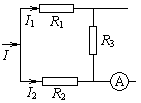 I₁ R₁
R₃
I
I₂ R₂ A